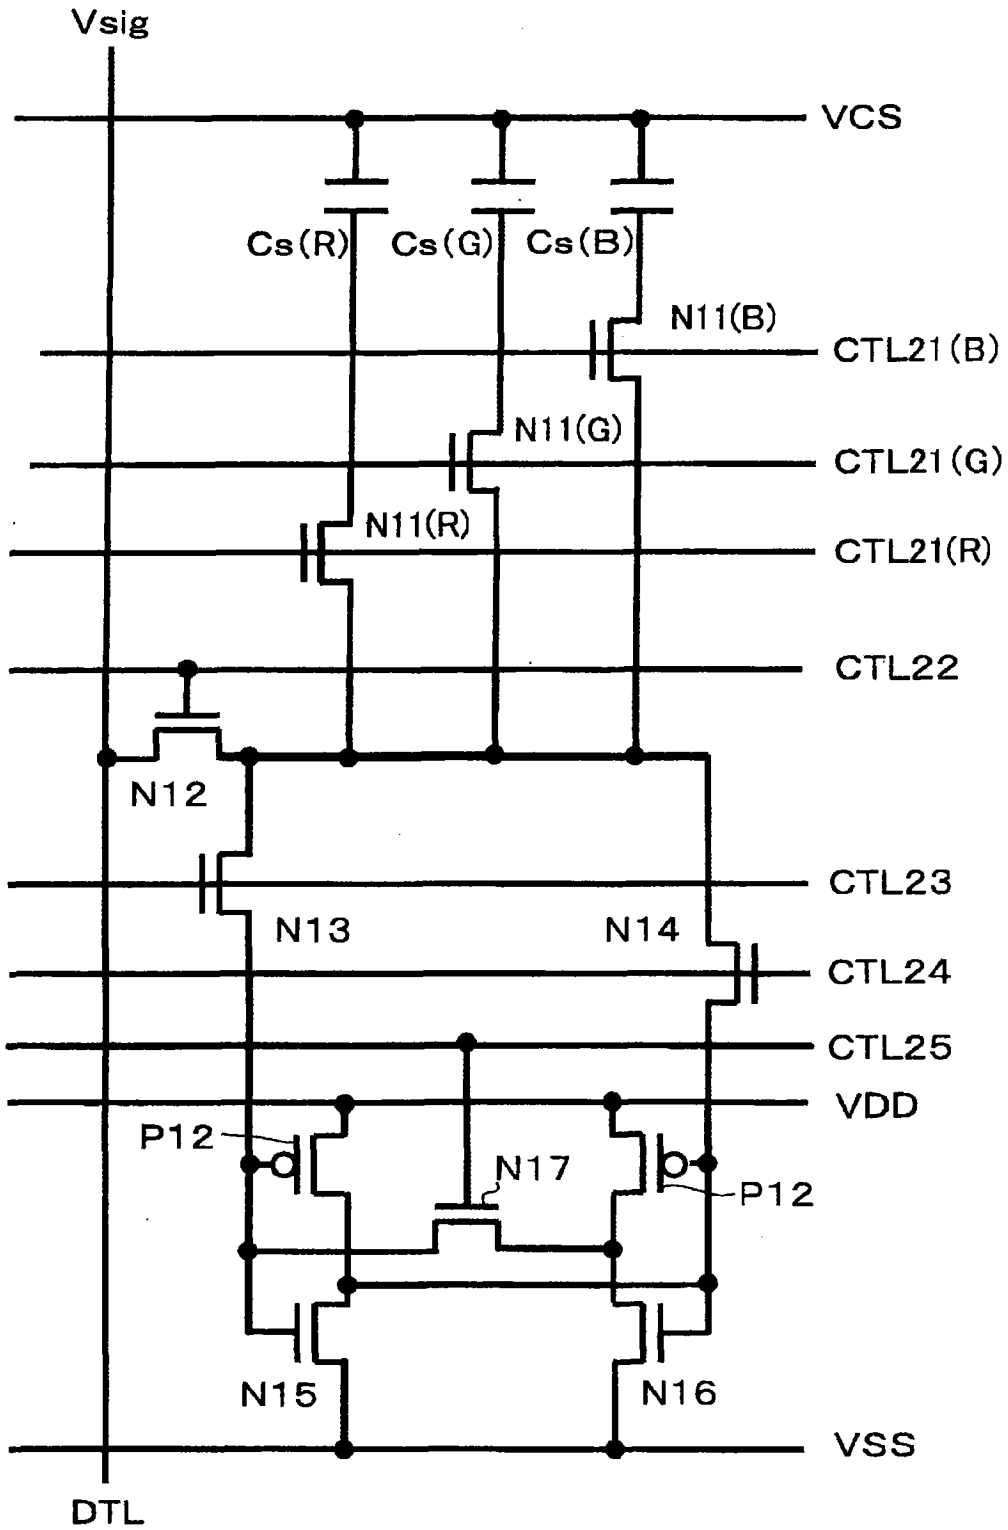 Vsig
VCS
Cs(R)
Cs(G)
Cs(B)
N11(B)
CTL21(B)
N11(G)
CTL21(G)
N11(R)
CTL21(R)
CTL22
N12
CTL23
N13
N14
CTL24
CTL25
VDD
P12
N17
P12
N15
N16
VSS
DTL